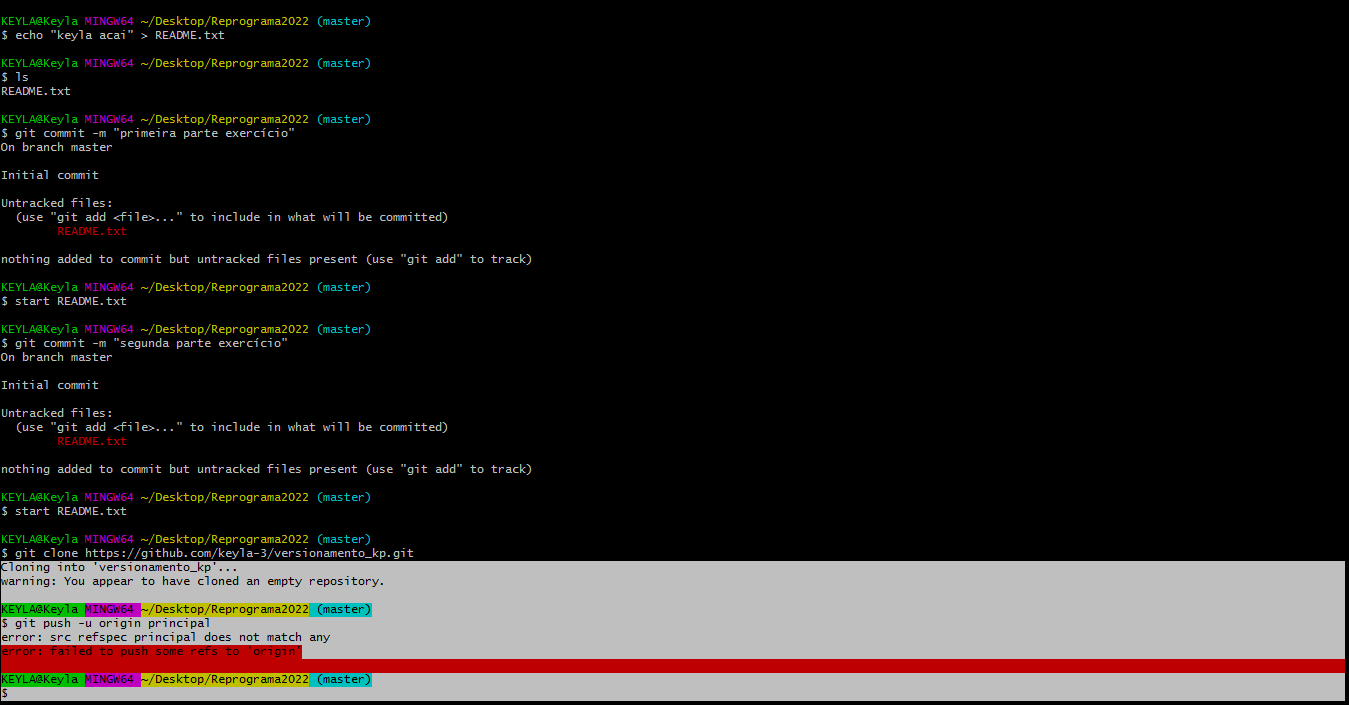 KEYLA@Keyla MINGW64 ~/Desktop/Reprograma2022 (master)
$ echo "keyla acai" > README.txt
KEYLA@Keyla MINGW64 ~/Desktop/Reprograma2022 (master)
$ ls
README.txt
KEYLA@Keyla MINGW64 ~/Desktop/Reprograma2022 (master)
$ git commit -m "primeira parte exercício"
On branch master
Initial commit
Untracked files:
  (use "git add <file>..." to include in what will be committed)
        README.txt
nothing added to commit but untracked files present (use "git add" to track)
KEYLA@Keyla MINGW64 ~/Desktop/Reprograma2022 (master)
$ start README.txt
KEYLA@Keyla MINGW64 ~/Desktop/Reprograma2022 (master)
$ git commit -m "segunda parte exercício"
On branch master
Initial commit
Untracked files:
  (use "git add <file>..." to include in what will be committed)
        README.txt
nothing added to commit but untracked files present (use "git add" to track)
KEYLA@Keyla MINGW64 ~/Desktop/Reprograma2022 (master)
$ start README.txt
KEYLA@Keyla MINGW64 ~/Desktop/Reprograma2022 (master)
$ git clone https://github.com/keyla-3/versionamento_kp.git
Cloning into 'versionamento_kp'...
warning: You appear to have cloned an empty repository.
KEYLA@Keyla MINGW64 ~/Desktop/Reprograma2022 (master)
$ git push -u origin principal
error: src refspec principal does not match any
error: failed to push some refs to 'origin'
KEYLA@Keyla MINGW64 ~/Desktop/Reprograma2022 (master)
$